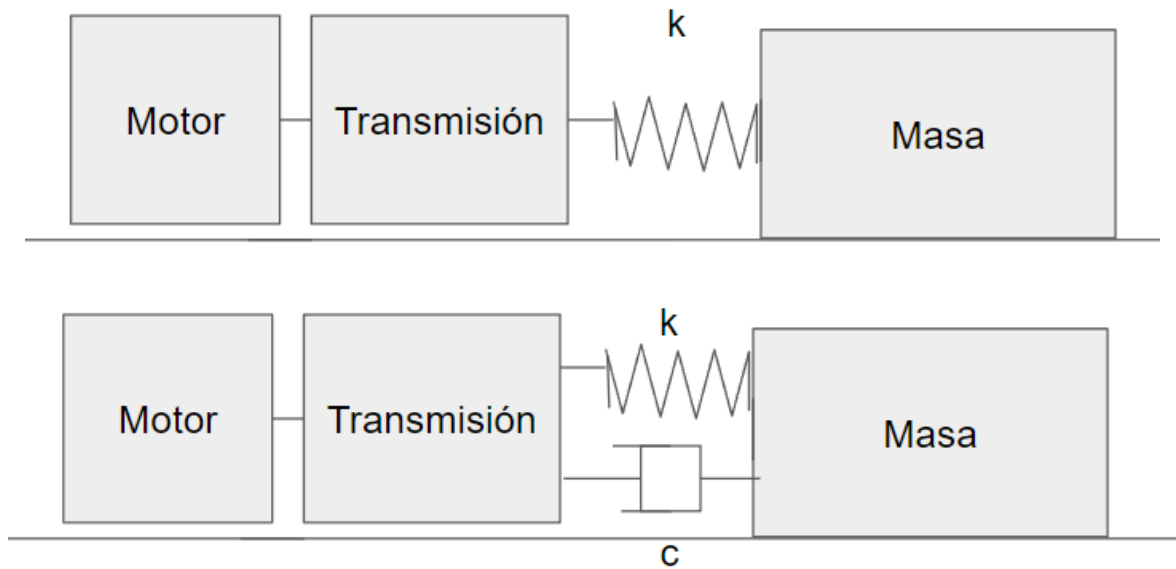 k
Motor
Transmisión
Masa
k
Motor
Transmisión
Masa
c